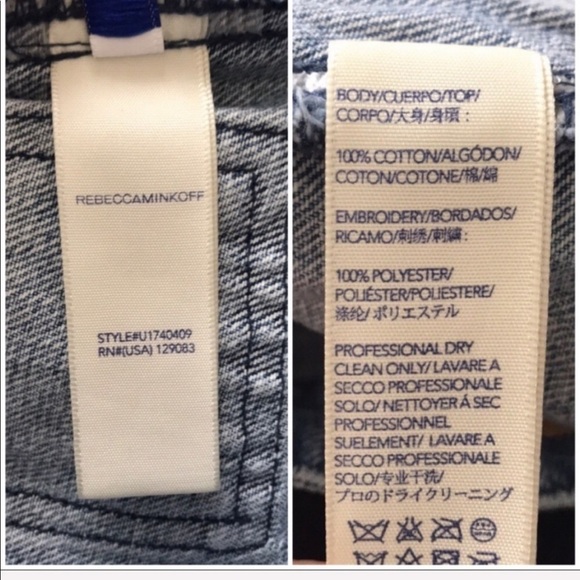 REBECCAMINKOFF
STYLE#U1740409
RN#(USA) 129083
BODY/CUERPO/TOP/
CORPO/大身/身頃 :
100% COTTON/ALGÓDON/
COTON/COTONE/棉/綿
EMBROIDERY/BORDADOS/
RICAMO/刺绣/刺繍 :
100% POLYESTER/
POLIÉSTER/POLIESTERE/
涤纶/ ポリエステル
PROFESSIONAL DRY
CLEAN ONLY/ LAVARE A
SECCO PROFESSIONALE
SOLO/ NETTOYER Á SEC
PROFESSIONNEL
SUELEMENT/ LAVARE A
SECCO PROFESSIONALE
SOLO/专业干洗/
プロのドライクリーニング